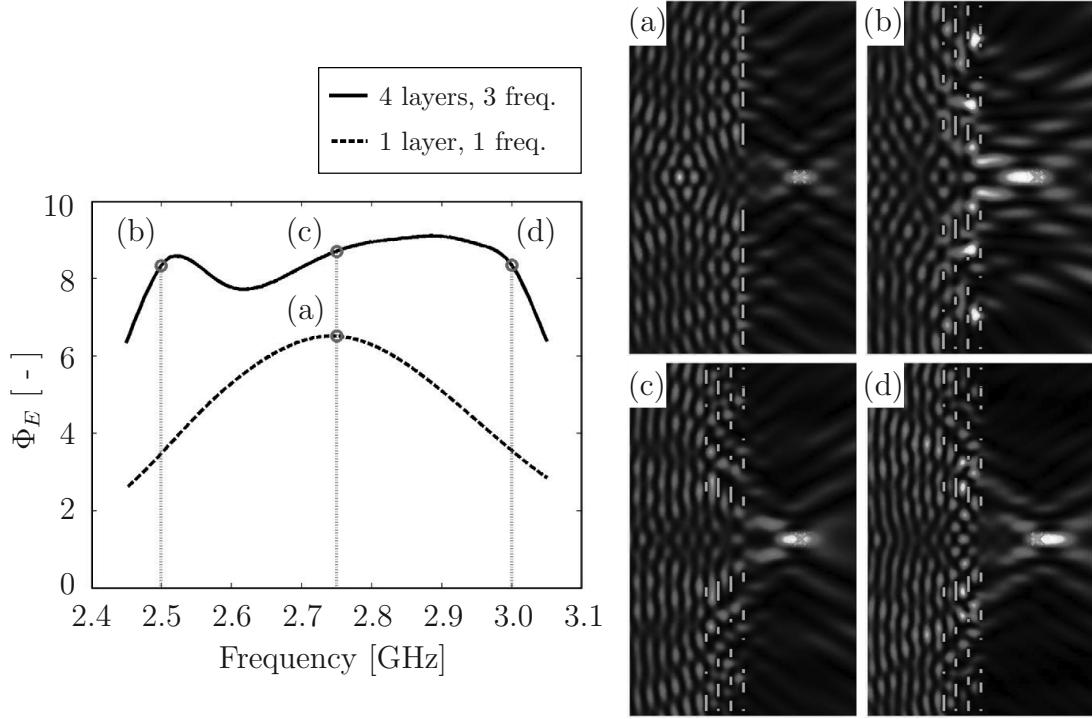 4 layers, 3 freq.
1 layer, 1 freq.
10
8
6
4
2
0
Φ_E [ - ]
(b)
(c)
(d)
(a)
2.4 2.5 2.6 2.7 2.8 2.9 3.0 3.1
Frequency [GHz]
(a)
(b)
(c)
(d)